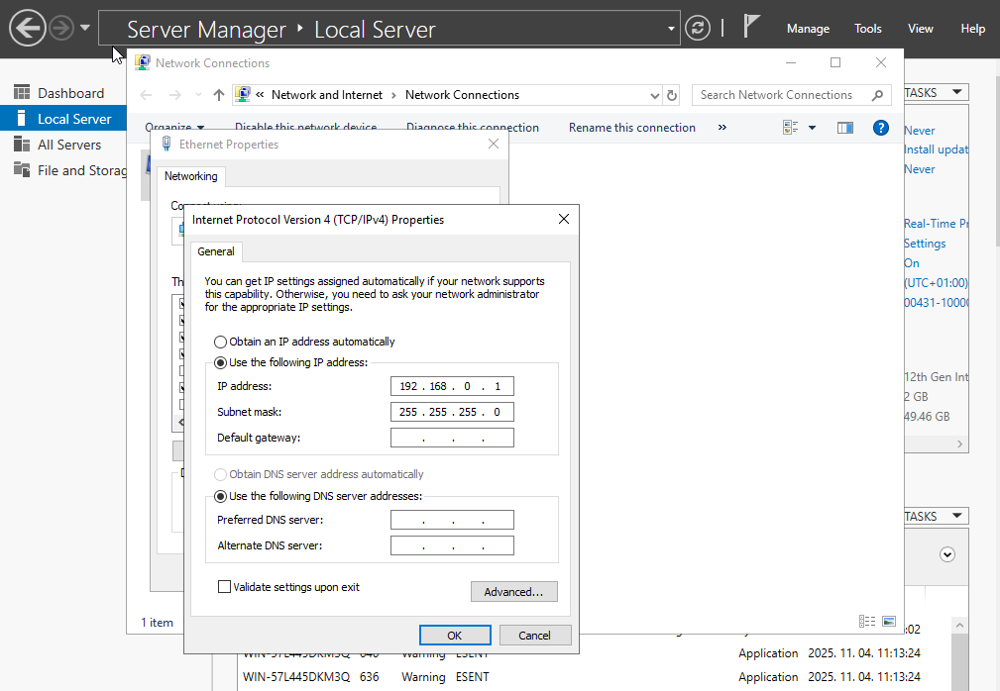 Server Manager ‣ Local Server
Manage Tools View Help
Dashboard
Local Server
All Servers
File and Storag
Network Connections
« Network and Internet › Network Connections
Search Network Connections
Organize
Disable this network device
Diagnose this connection
Rename this connection
»
Ethernet Properties
Networking
Internet Protocol Version 4 (TCP/IPv4) Properties
General
You can get IP settings assigned automatically if your network supports
this capability. Otherwise, you need to ask your network administrator
for the appropriate IP settings.
Obtain an IP address automatically
Use the following IP address:
IP address: 192 . 168 . 0 . 1
Subnet mask: 255 . 255 . 255 . 0
Default gateway: . . .
Obtain DNS server address automatically
Use the following DNS server addresses:
Preferred DNS server: . . .
Alternate DNS server: . . .
Validate settings upon exit
Advanced...
OK
Cancel
1 item
TASKS
Never
Install updat
Never
Real-Time Pr
Settings
On
(UTC+01:00)
00431-1000
12th Gen Int
2 GB
49.46 GB
TASKS
:02
WIN-57L445DKM3Q 640 Warning ESENT Application 2025. 11. 04. 11:13:24
WIN-57L445DKM3Q 636 Warning ESENT Application 2025. 11. 04. 11:13:24